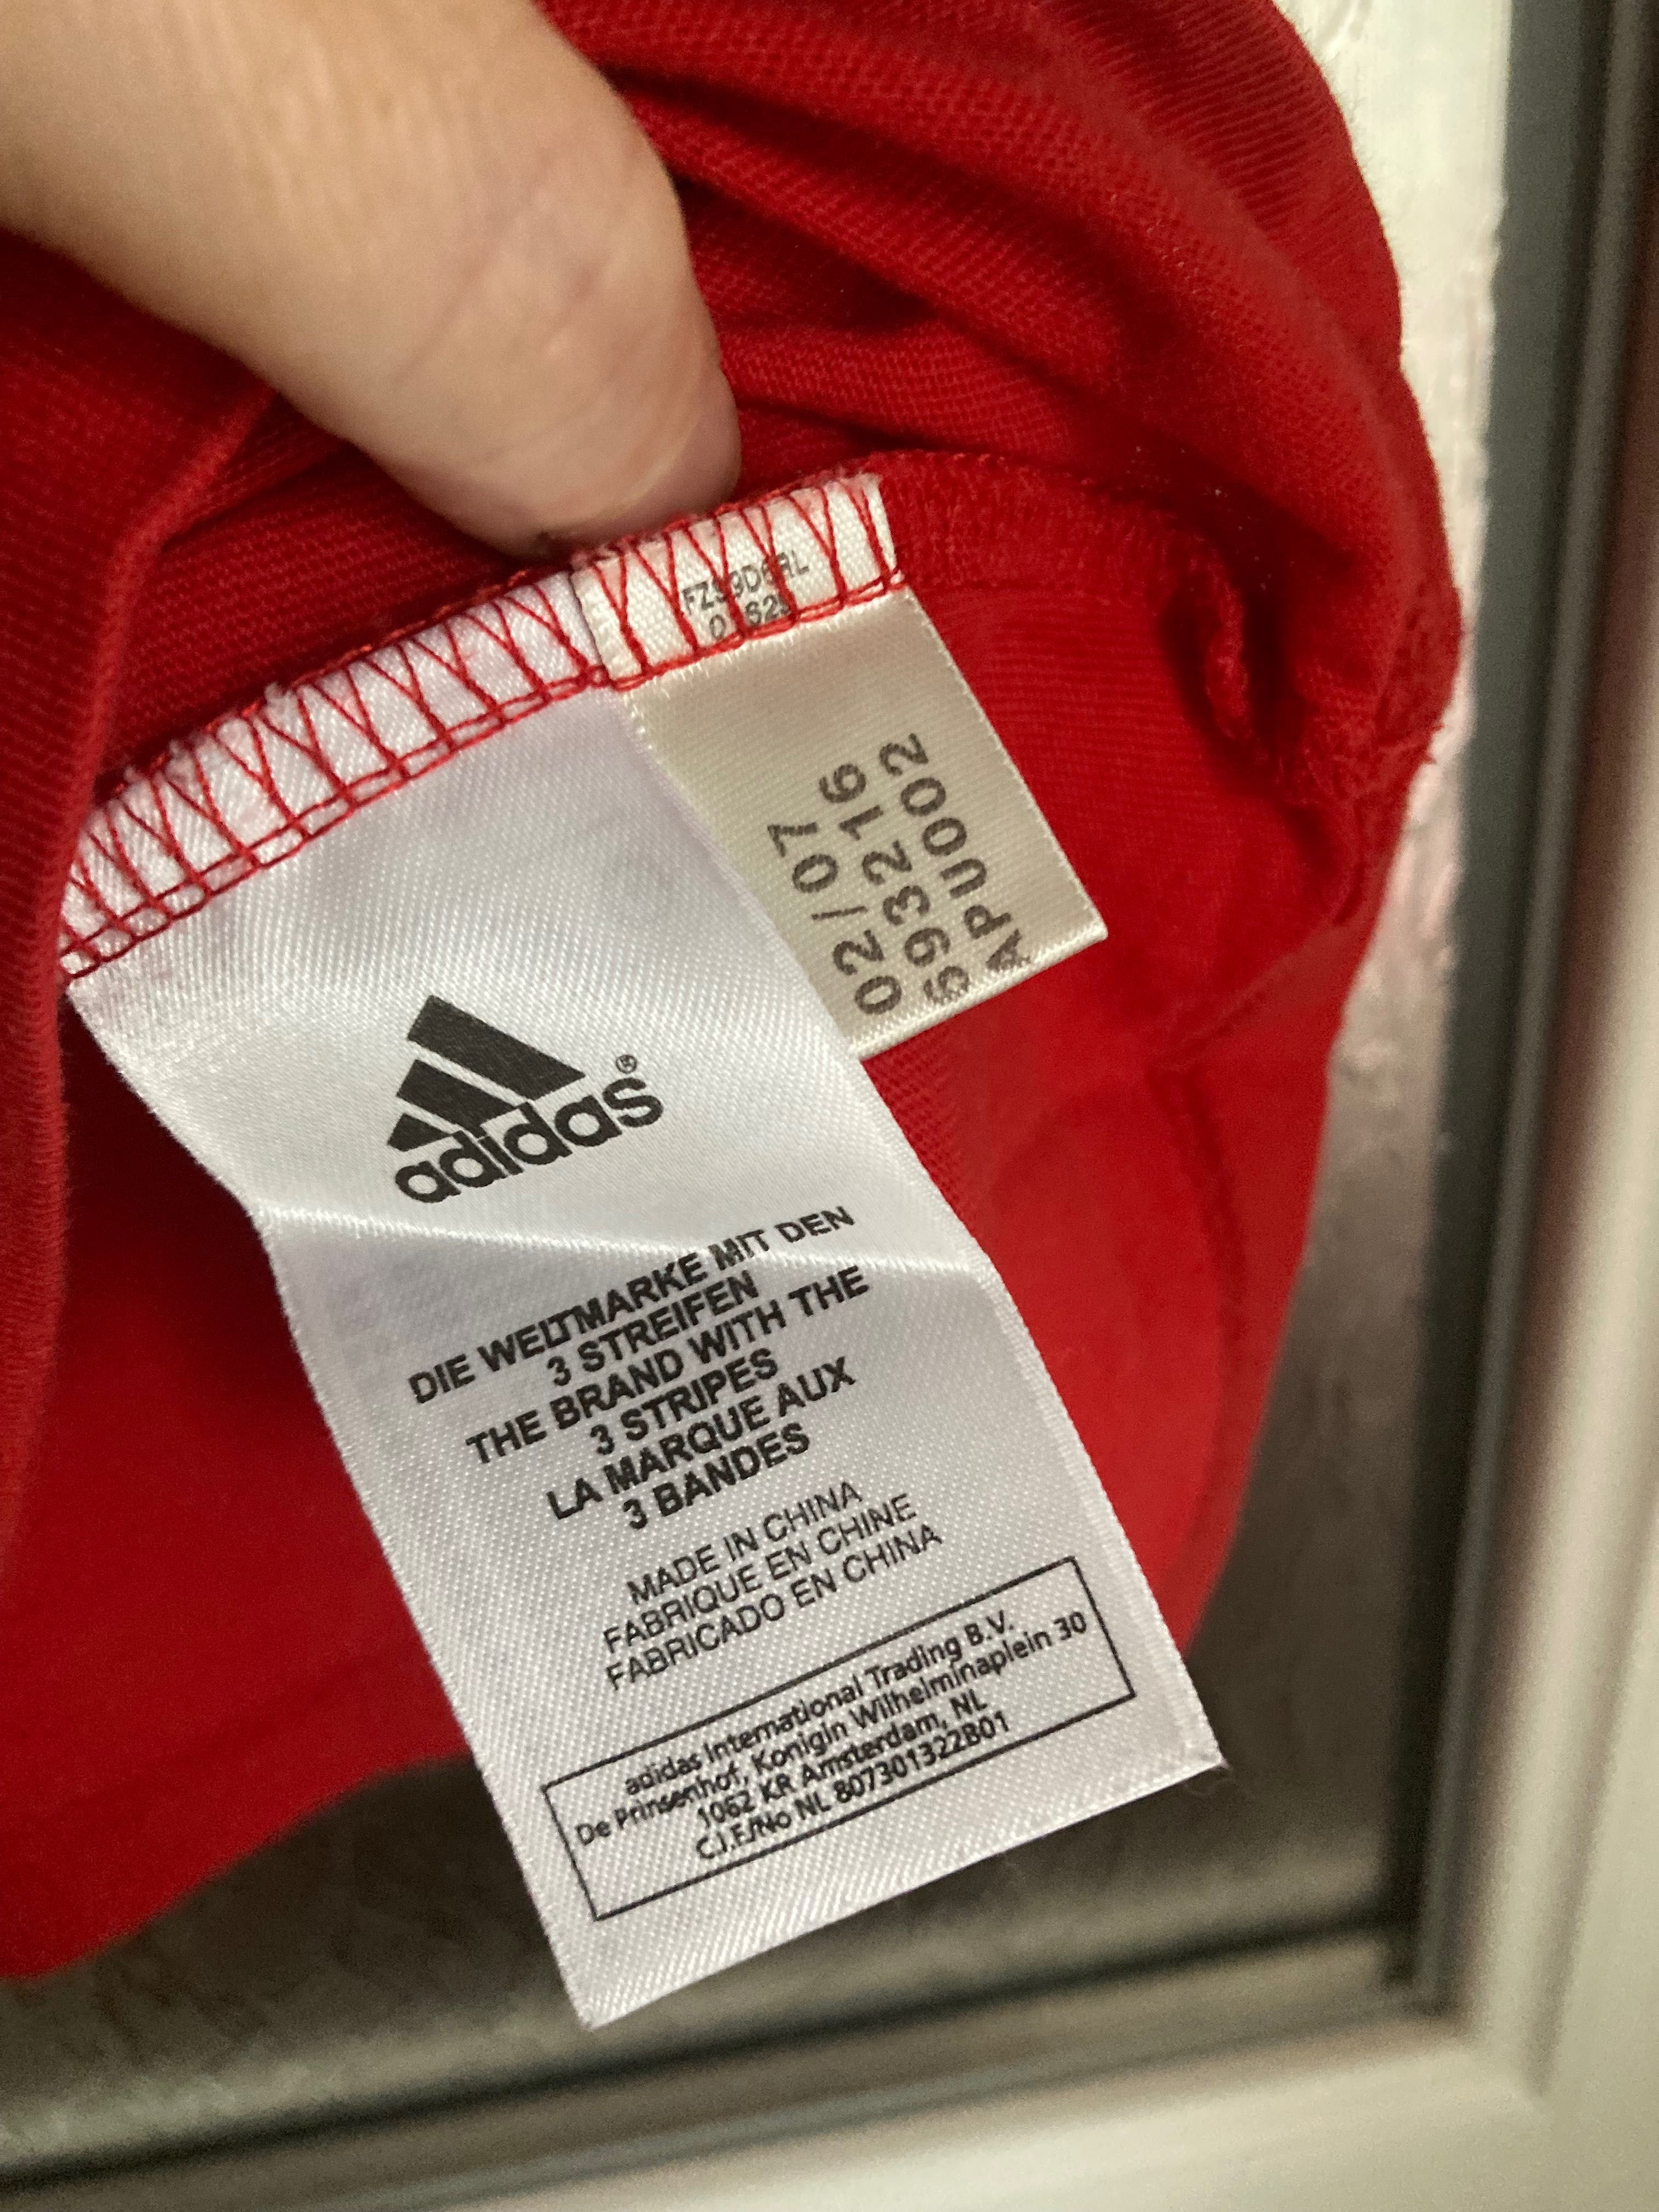 02/07
693216
APU002
adidas®
DIE WELTMARKE MIT DEN
3 STREIFEN
THE BRAND WITH THE
3 STRIPES
LA MARQUE AUX
3 BANDES
MADE IN CHINA
FABRIQUE EN CHINE
FABRICADO EN CHINA
adidas International Trading B.V.
De Prinsenhof, Konigin Wilhelminaplein 30
1062 KR Amsterdam, NL
C.I.F./No NL 807301322B01